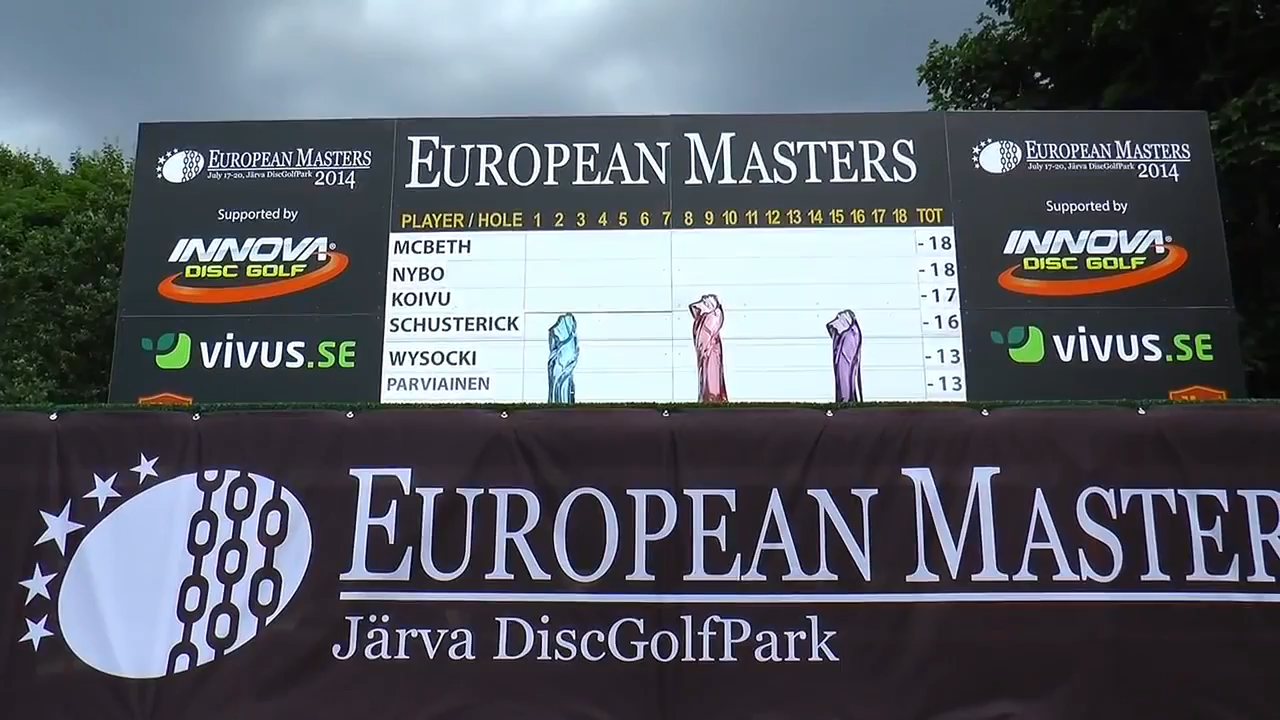 EUROPEAN MASTERS
July 17-20, Järva DiscGolfPark
2014
Supported by
INNOVA®
DISC GOLF
vivus.se
EUROPEAN MASTERS
PLAYER / HOLE 1 2 3 4 5 6 7 8 9 10 11 12 13 14 15 16 17 18 TOT
MCBETH -18
NYBO -18
KOIVU -17
SCHUSTERICK -16
WYSOCKI -13
PARVIAINEN -13
EUROPEAN MASTERS
July 17-20, Järva DiscGolfPark
2014
Supported by
INNOVA®
DISC GOLF
vivus.se
EUROPEAN MASTER
Järva DiscGolfPark